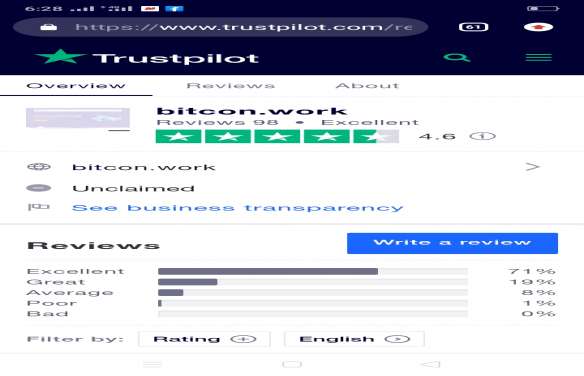 6:28
https://www.trustpilot.com/re
61
Trustpilot
Overview Reviews About
bitcon.work
Reviews 98 • Excellent
4.6
bitcon.work
Unclaimed
See business transparency
Reviews
Write a review
Excellent 71%
Great 19%
Average 8%
Poor 1%
Bad 0%
Filter by: Rating English